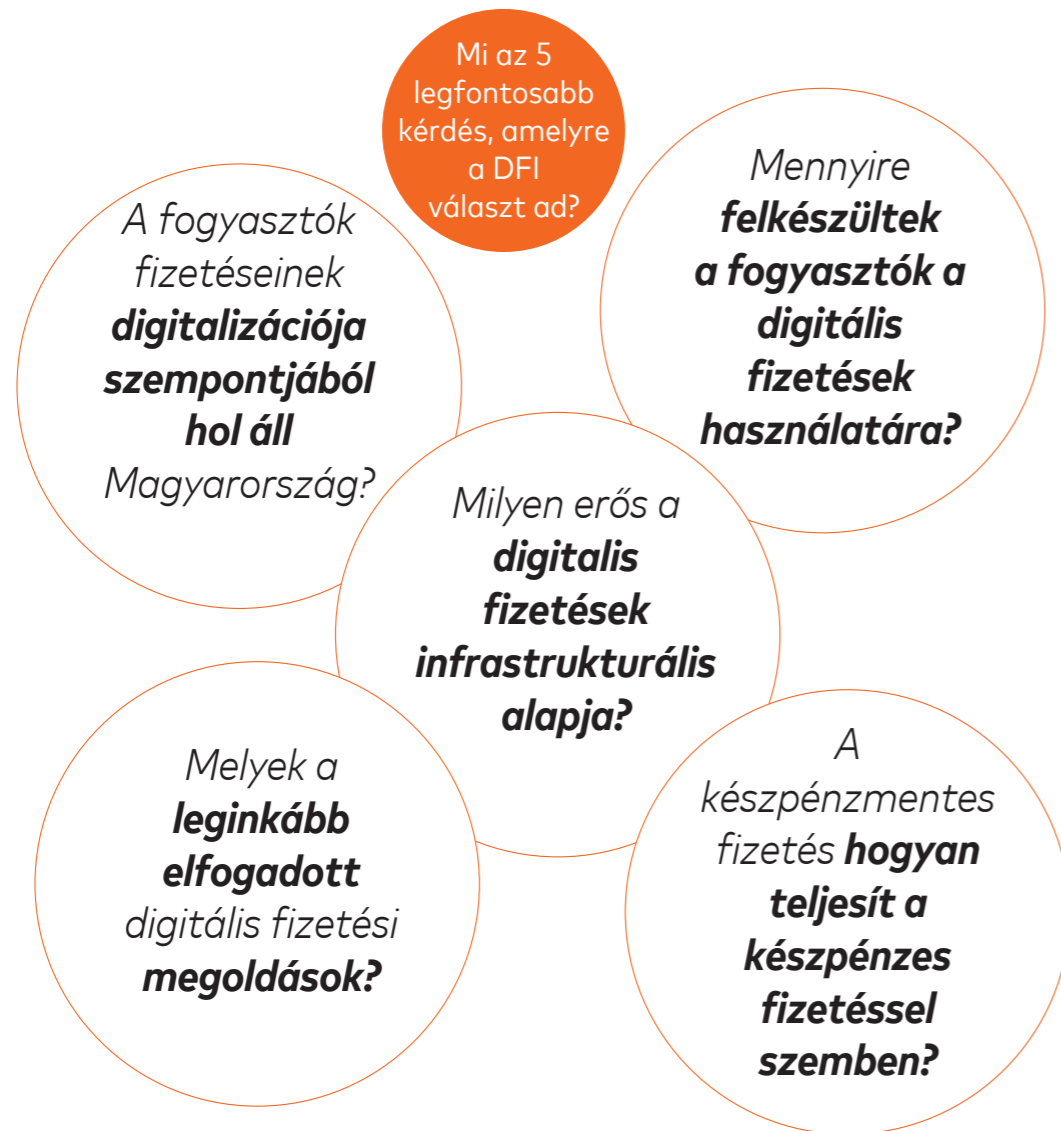 Mi az 5
legfontosabb
kérdés, amelyre
a DFI
választ ad?
A fogyasztók
fizetéseinek
digitalizációja
szempontjából
hol áll
Magyarország?
Mennyire
felkészültek
a fogyasztók a
digitális
fizetések
használatára?
Milyen erős a
digitalis
fizetések
infrastrukturális
alapja?
Melyek a
leginkább
elfogadott
digitális fizetési
megoldások?
A
készpénzmentes
fizetés hogyan
teljesít a
készpénzes
fizetéssel
szemben?